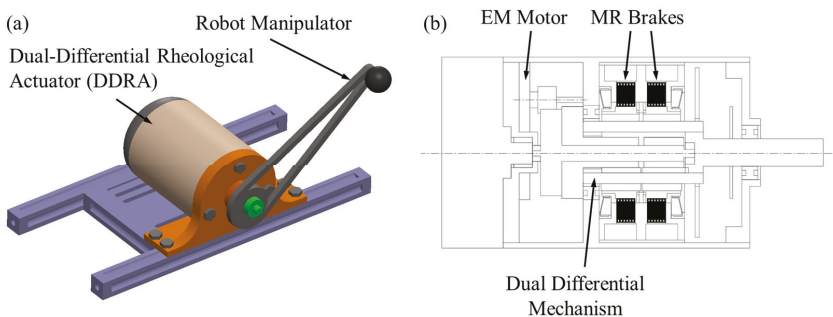 (a)
Robot Manipulator
Dual-Differential Rheological
Actuator (DDRA)
(b)
EM Motor
MR Brakes
Dual Differential
Mechanism